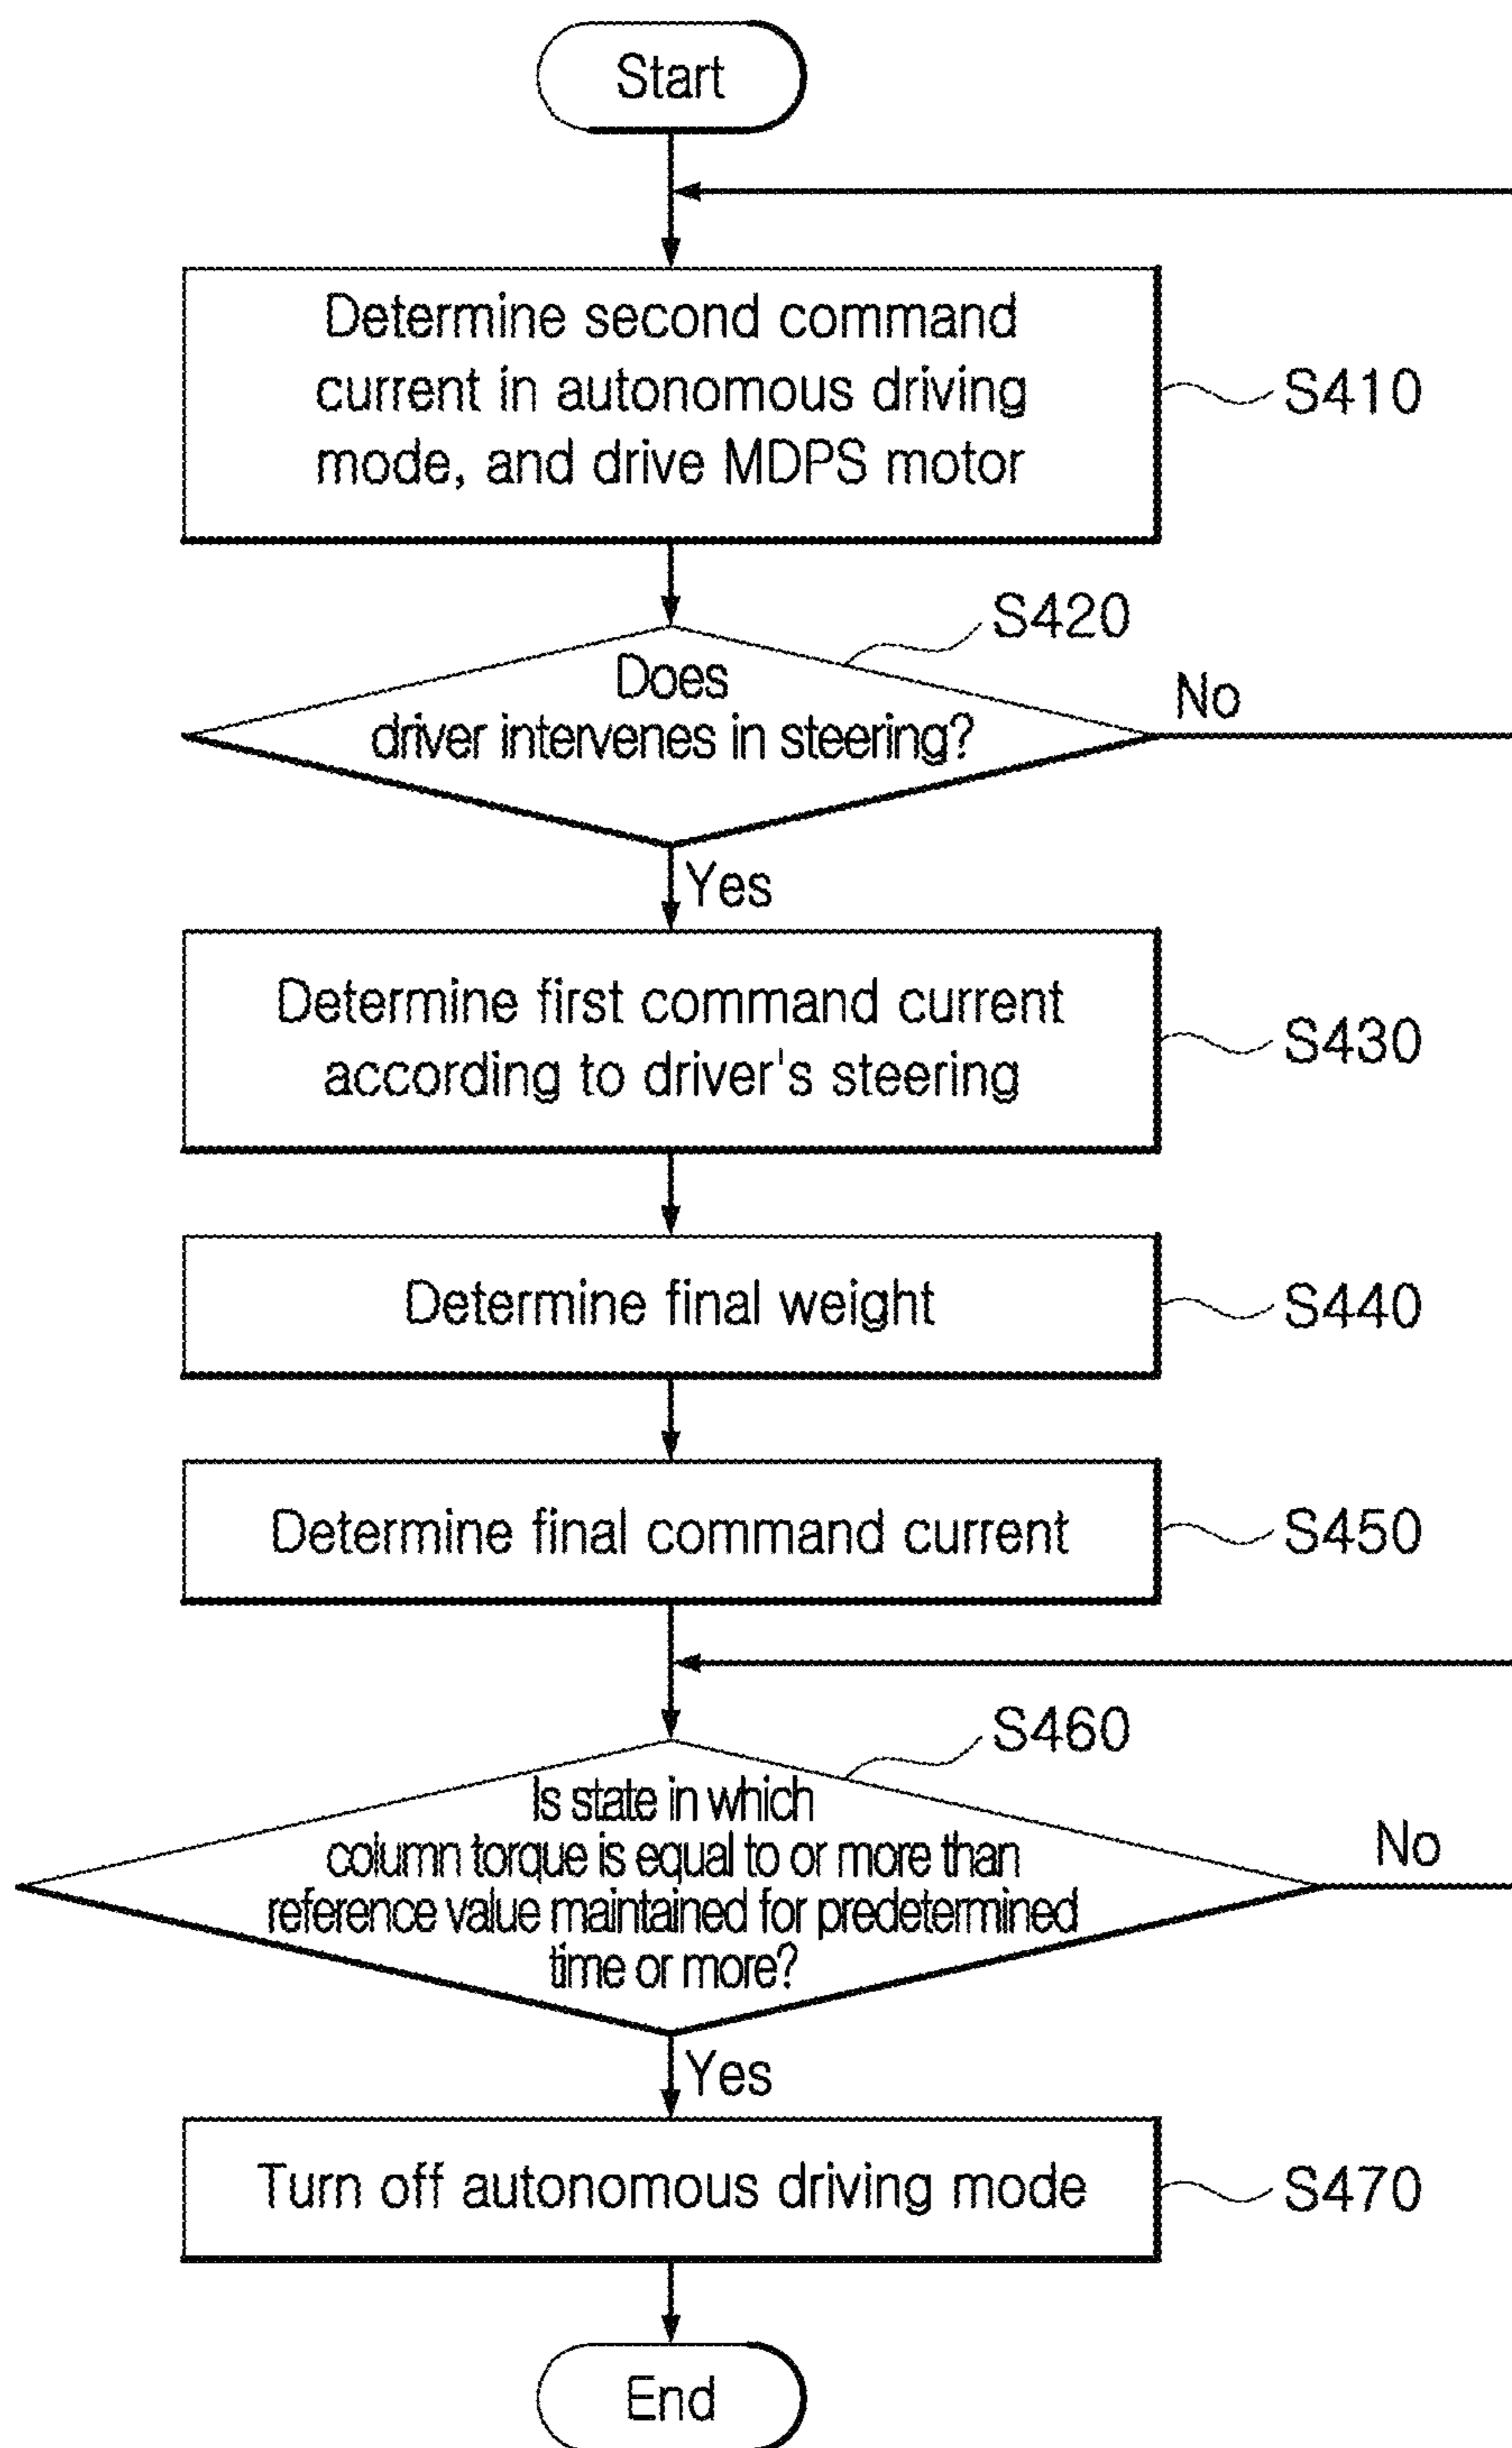 Start
Determine second command
current in autonomous driving
mode, and drive MDPS motor
S410
S420
Does
driver intervenes in steering?
No
Yes
Determine first command current
according to driver's steering
S430
Determine final weight
S440
Determine final command current
S450
S460
Is state in which
column torque is equal to or more than
reference value maintained for predetermined
time or more?
No
Yes
Turn off autonomous driving mode
S470
End